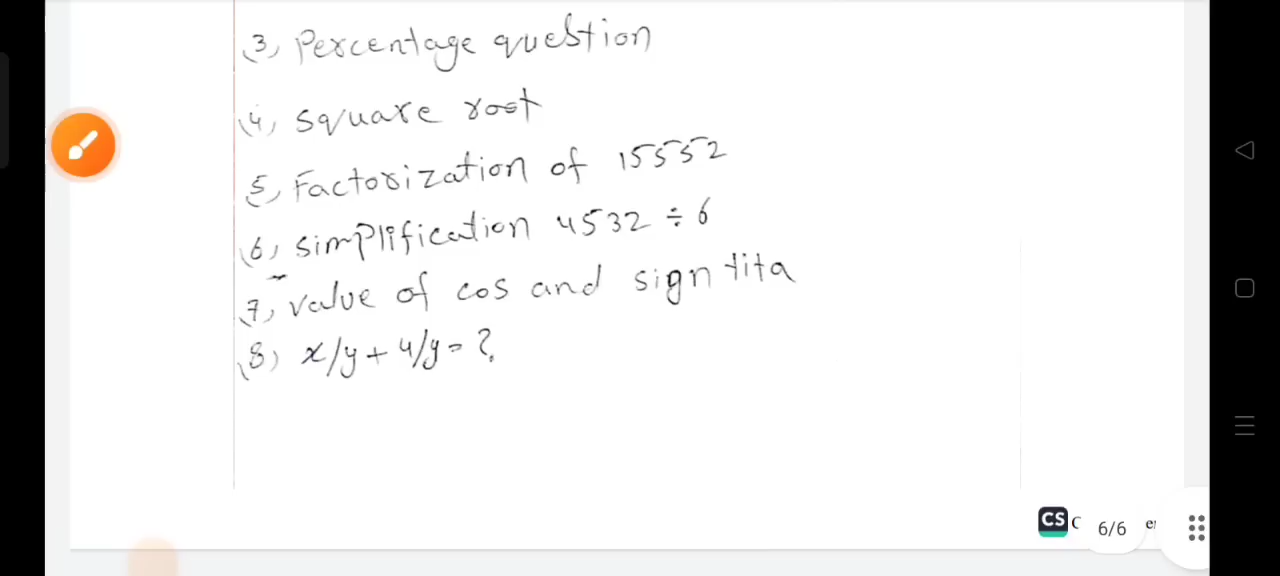 (3) Percentage question
(4) square root
(5) Factorization of 15552
(6) simplification 4532 ÷ 6
(7) value of cos and sign tita
(8) x/y + 4/y = ?
CS C 6/6